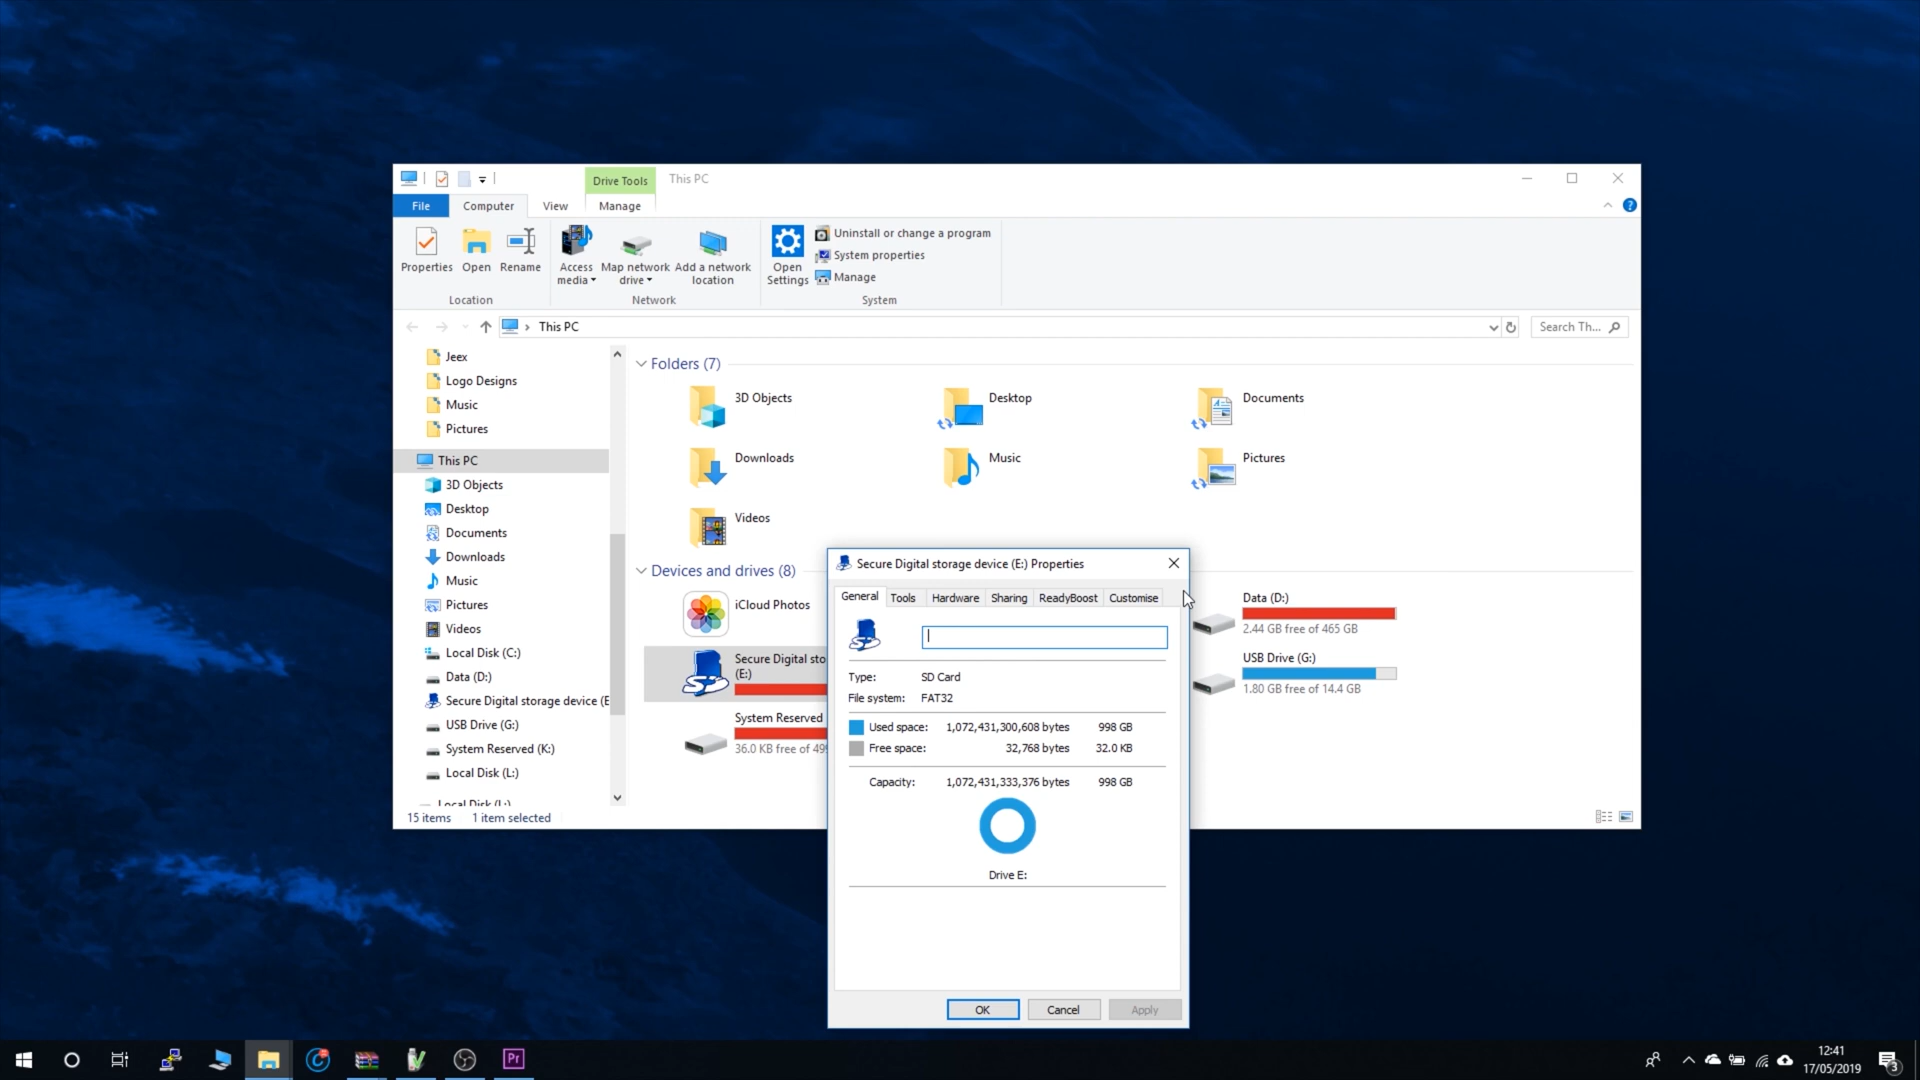 Drive Tools
This PC
File
Computer
View
Manage
Properties
Open
Rename
Access media
Map network drive
Add a network location
Open Settings
Uninstall or change a program
System properties
Manage
Location
Network
System
This PC
Search Th...
Jeex
Logo Designs
Music
Pictures
This PC
3D Objects
Desktop
Documents
Downloads
Music
Pictures
Videos
Local Disk (C:)
Data (D:)
Secure Digital storage device (E
USB Drive (G:)
System Reserved (K:)
Local Disk (L:)
Local Disk (L:)
15 items
1 item selected
Folders (7)
3D Objects
Desktop
Documents
Downloads
Music
Pictures
Videos
Devices and drives (8)
iCloud Photos
Data (D:)
2.44 GB free of 465 GB
Secure Digital sto
(E:)
USB Drive (G:)
1.80 GB free of 14.4 GB
System Reserved
36.0 KB free of 499
Secure Digital storage device (E:) Properties
General
Tools
Hardware
Sharing
ReadyBoost
Customise
Type: SD Card
File system: FAT32
Used space: 1,072,431,300,608 bytes 998 GB
Free space: 32,768 bytes 32.0 KB
Capacity: 1,072,431,333,376 bytes 998 GB
Drive E:
OK
Cancel
Apply
Pr
12:41
17/05/2019
3